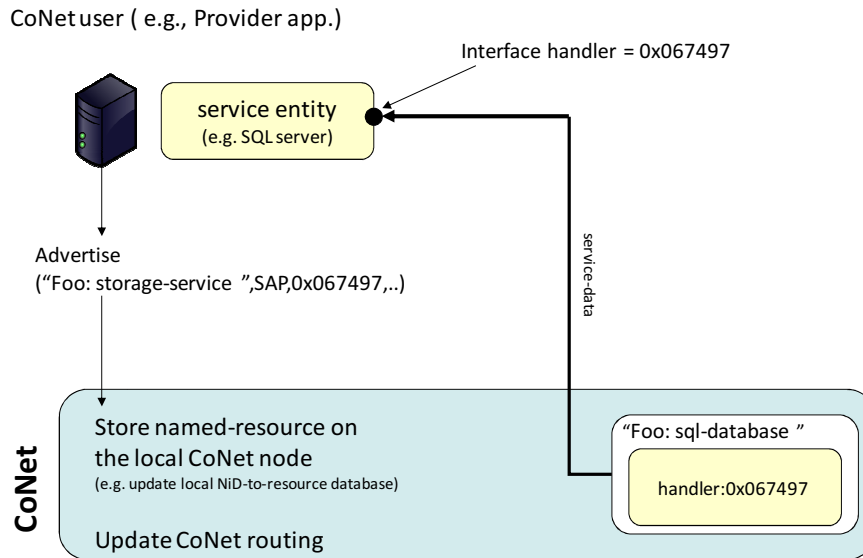 CoNet user ( e.g., Provider app.)
Interface handler = 0x067497
service entity
(e.g. SQL server)
Advertise
(“Foo: storage-service ”,SAP,0x067497,..)
service-data
CoNet
Store named-resource on
the local CoNet node
(e.g. update local NiD-to-resource database)
Update CoNet routing
“Foo: sql-database ”
handler:0x067497